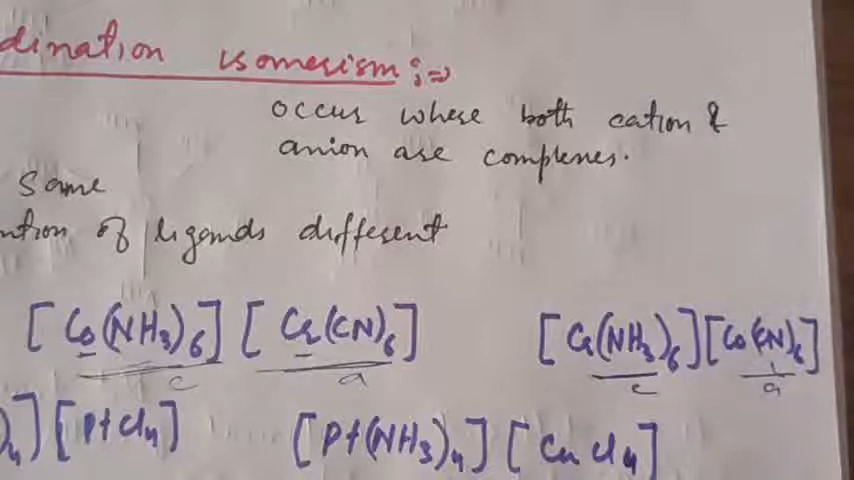 dination isomerism :⇒
occur where both cation &
anion are complexes.
Same
ntion of ligands different
[Co(NH3)6] [Cr(CN)6] [Cr(NH3)6][Co(CN)6]
c a c a
)4] [PtCl4] [Pt(NH3)4] [CuCl4]